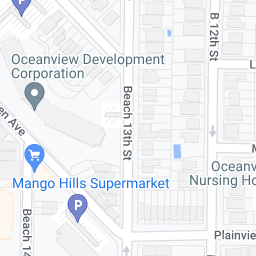 P
B 12th St
Oceanview Development
Corporation
Beach 13th St
en Ave
Mango Hills Supermarket
Oceanv
Nursing Ho
Beach 14
P
Plainvie